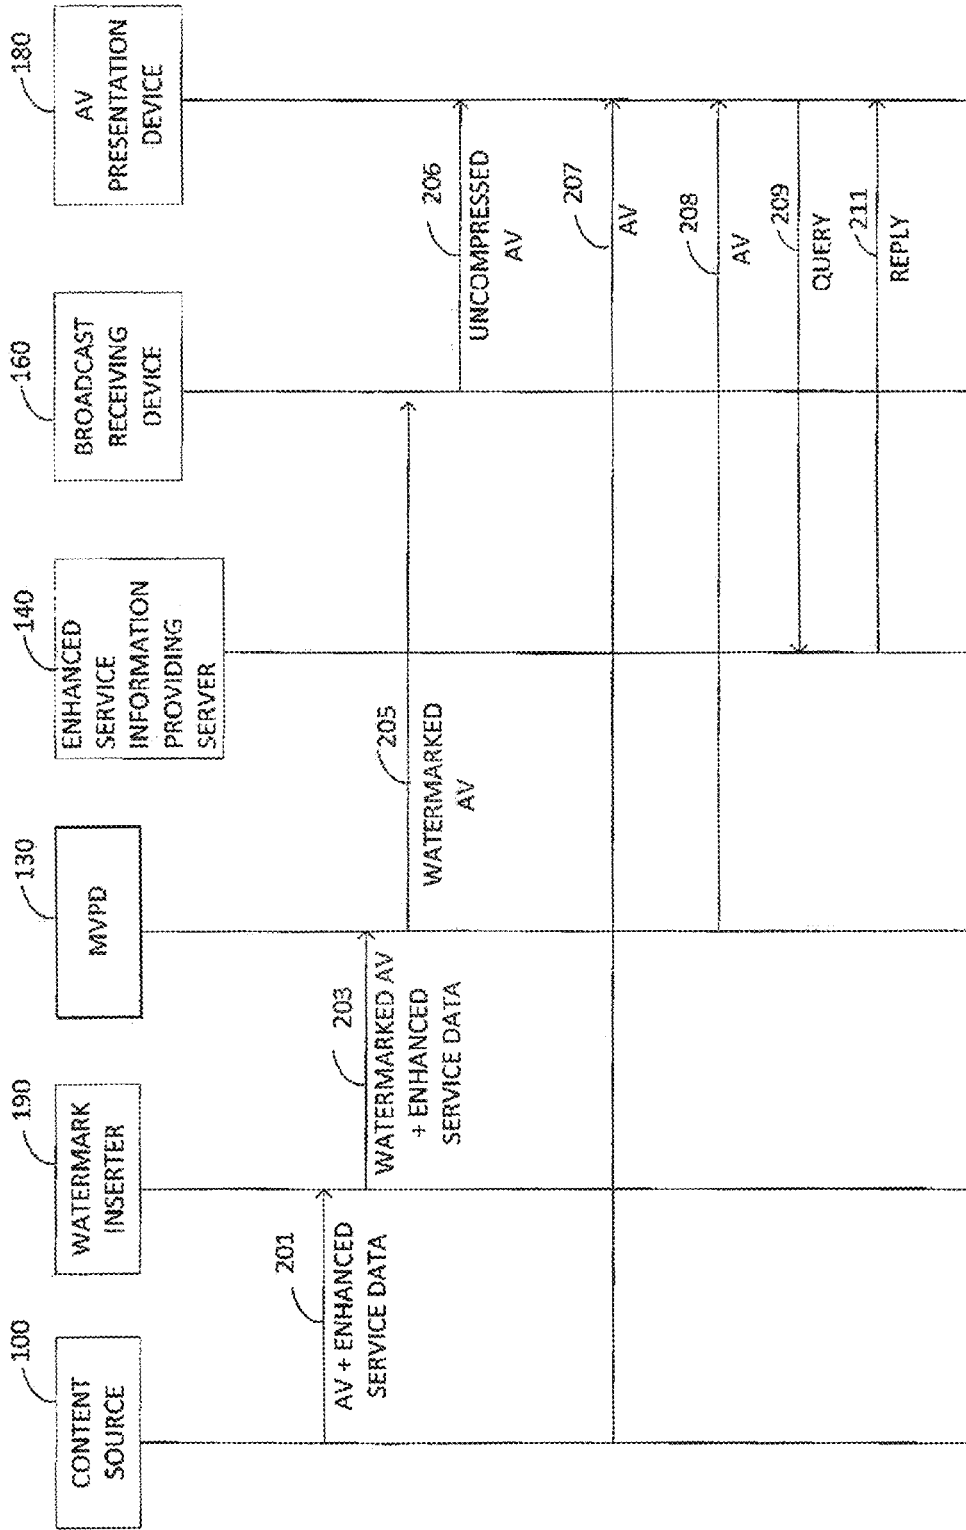 100
CONTENT
SOURCE
190
WATERMARK
INSERTER
130
MVPD
140
ENHANCED
SERVICE
INFORMATION
PROVIDING
SERVER
160
BROADCAST
RECEIVING
DEVICE
180
AV
PRESENTATION
DEVICE
201
AV + ENHANCED
SERVICE DATA
203
WATERMARKED AV
+ ENHANCED
SERVICE DATA
205
WATERMARKED
AV
206
UNCOMPRESSED
AV
207
AV
208
AV
209
QUERY
211
REPLY